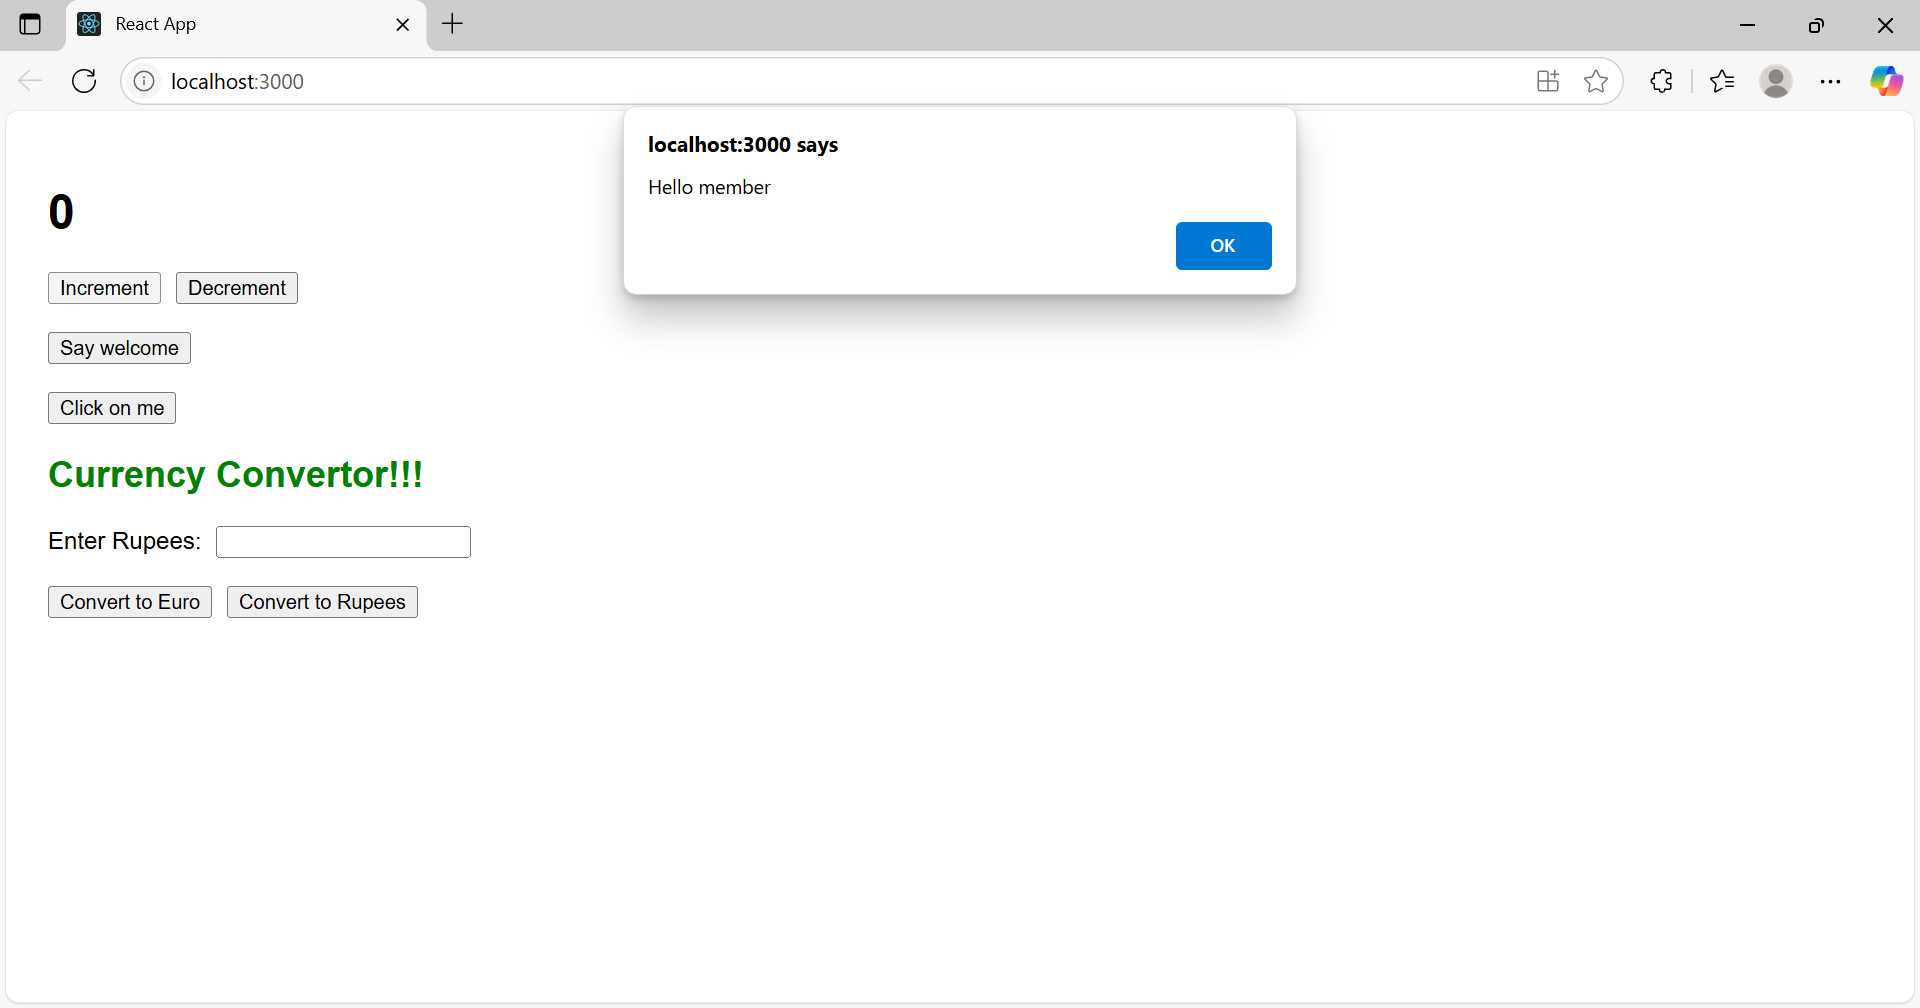 React App
localhost:3000
localhost:3000 says
Hello member
OK
0
Increment Decrement
Say welcome
Click on me
Currency Convertor!!!
Enter Rupees:
Convert to Euro Convert to Rupees